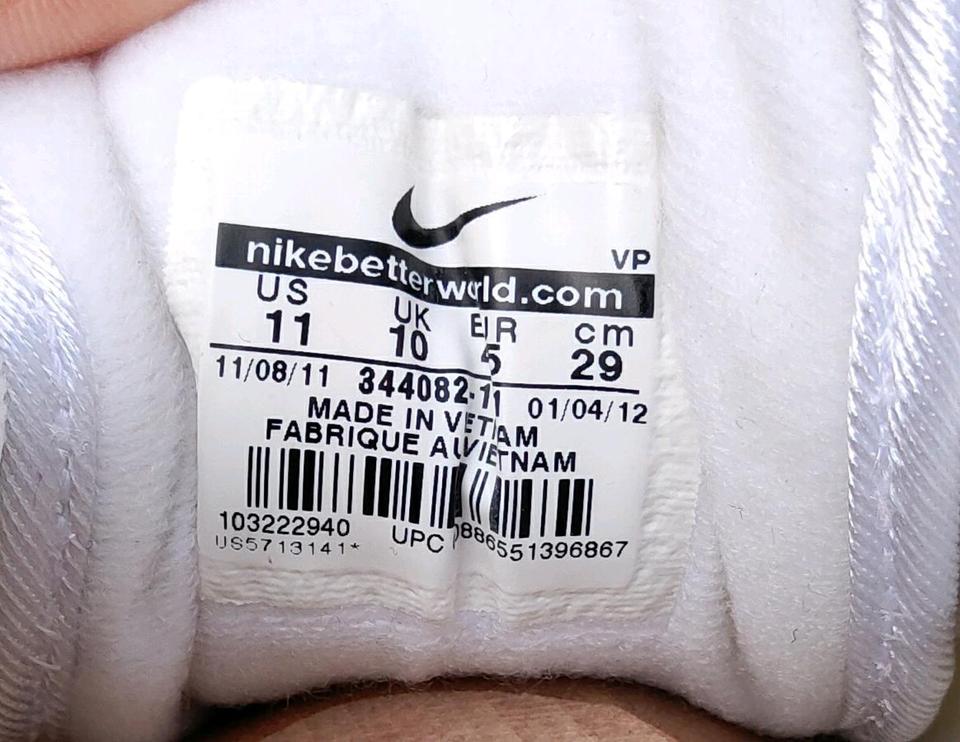 VP
nikebetterworld.com
US UK EUR cm
11 10 29
11/08/11 01/04/12
MADE IN VIETNAM
FABRIQUE AU VIETNAM
103222940 UPC
US5713141*